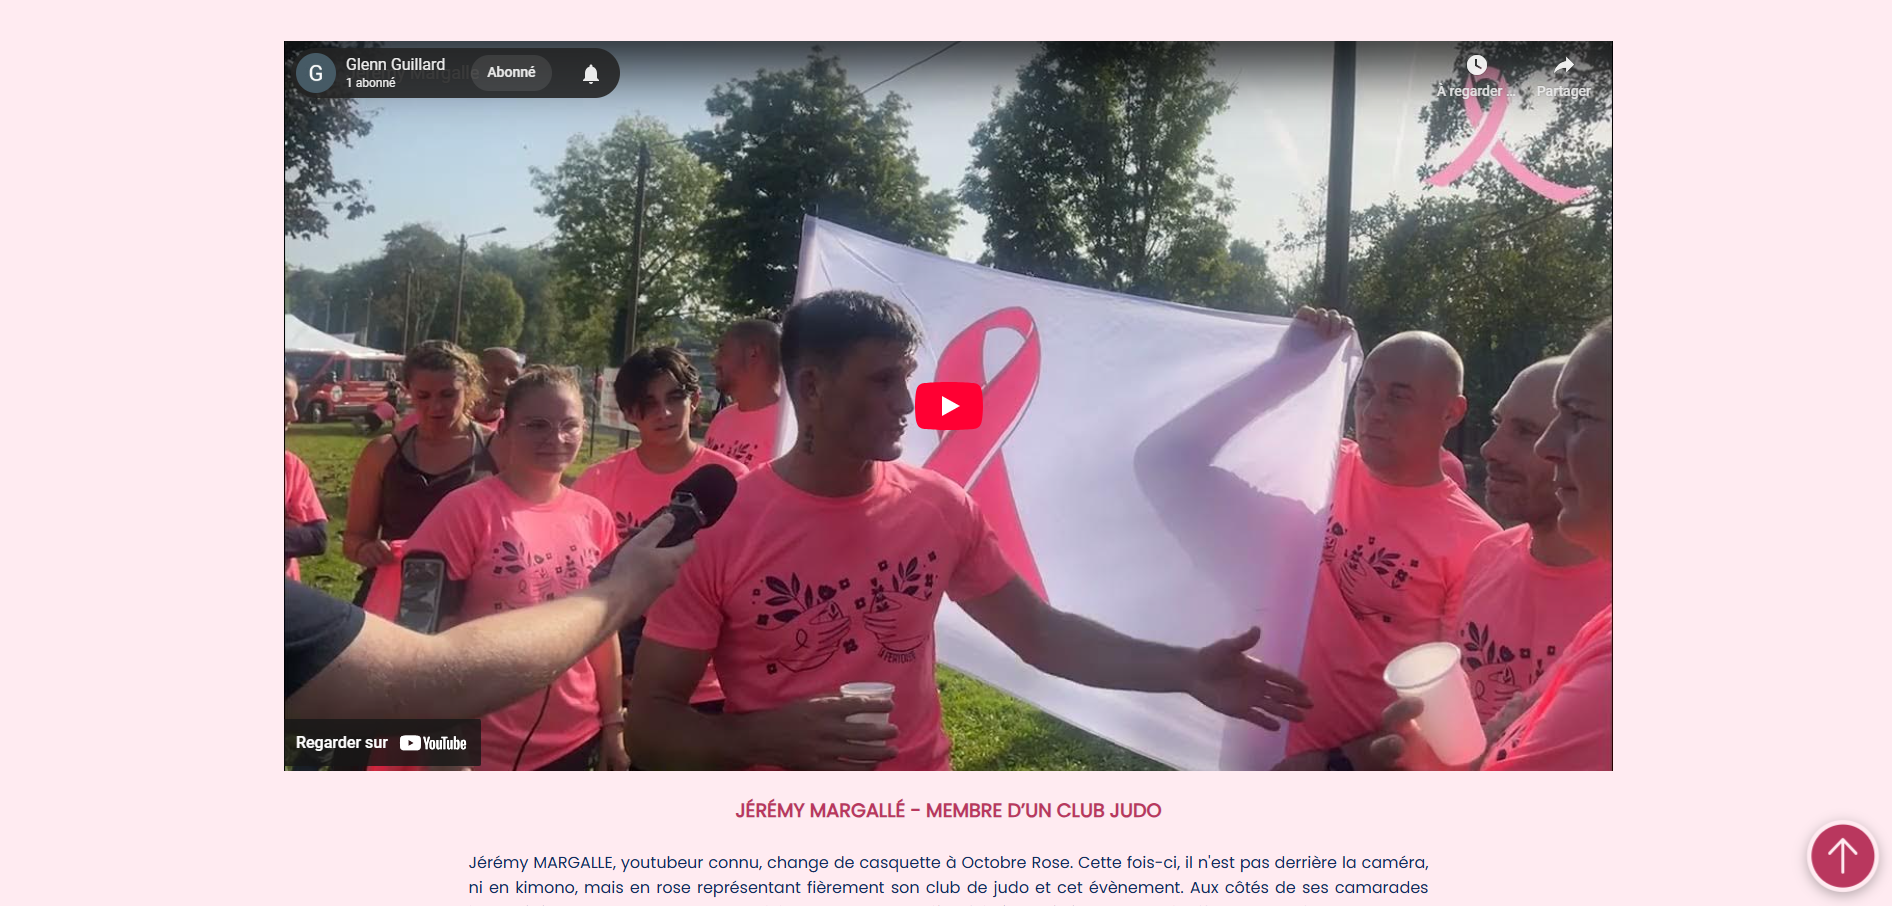 G
Glenn Guillard
1 abonné
Abonné
À regarder ...
Partager
Regarder sur YouTube
JÉRÉMY MARGALLÉ - MEMBRE D'UN CLUB JUDO
Jérémy MARGALLE, youtubeur connu, change de casquette à Octobre Rose. Cette fois-ci, il n'est pas derrière la caméra,
ni en kimono, mais en rose représentant fièrement son club de judo et cet évènement. Aux côtés de ses camarades